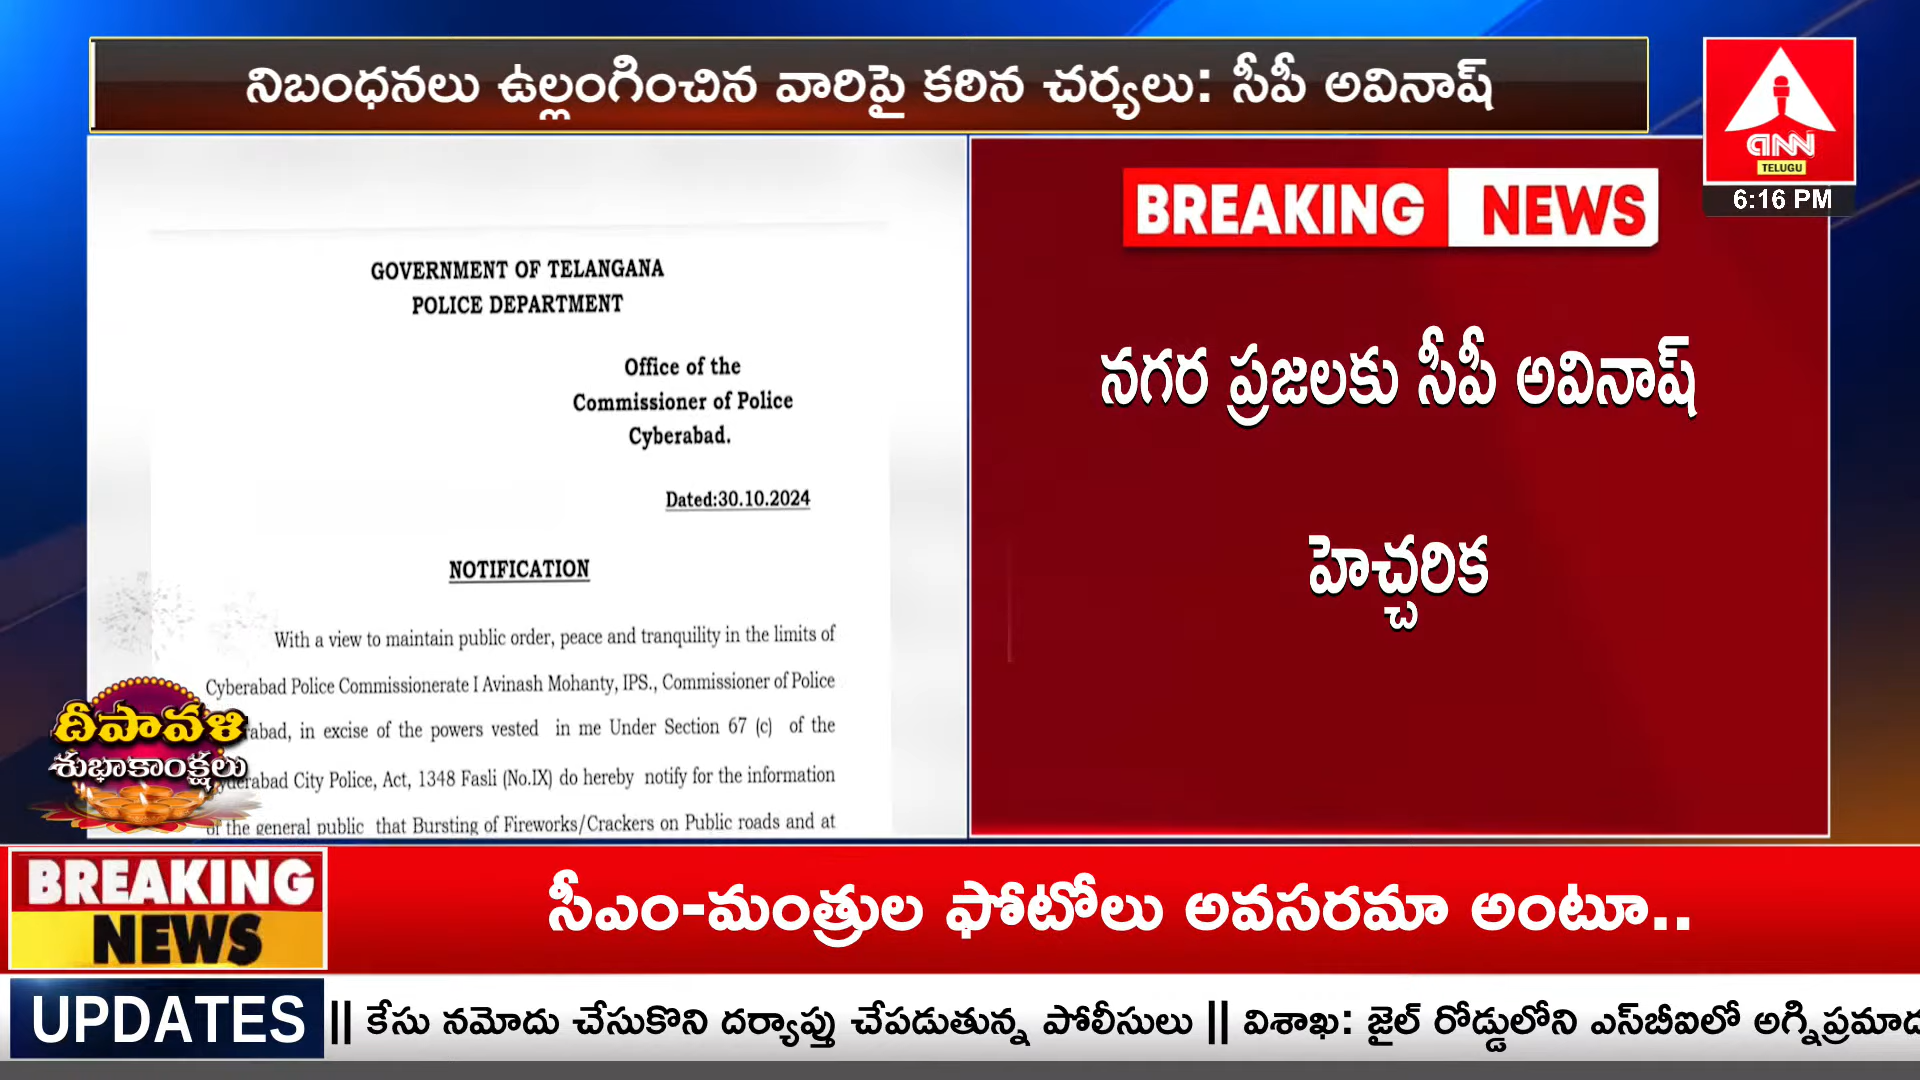 నిబంధనలు ఉల్లంగించిన వారిపై కఠిన చర్యలు: సీపీ అవినాష్
ANN
TELUGU
6:16 PM
GOVERNMENT OF TELANGANA
POLICE DEPARTMENT
Office of the
Commissioner of Police
Cyberabad.
Dated:30.10.2024
NOTIFICATION
With a view to maintain public order, peace and tranquility in the limits of
Cyberabad Police Commissionerate I Avinash Mohanty, IPS., Commissioner of Police
rabad, in excise of the powers vested in me Under Section 67 (c) of the
yderabad City Police, Act, 1348 Fasli (No.IX) do hereby notify for the information
of the general public that Bursting of Fireworks/Crackers on Public roads and at
దీపావళి
శుభాకాంక్షలు
BREAKING NEWS
నగర ప్రజలకు సీపీ అవినాష్
హెచ్చరిక
BREAKING
NEWS
సీఎం-మంత్రుల ఫోటోలు అవసరమా అంటూ..
UPDATES
|| కేసు నమోదు చేసుకొని దర్యాప్తు చేపడుతున్న పోలీసులు || విశాఖ: జైల్ రోడ్డులోని ఎస్‌బీఐలో అగ్నిప్రమాద